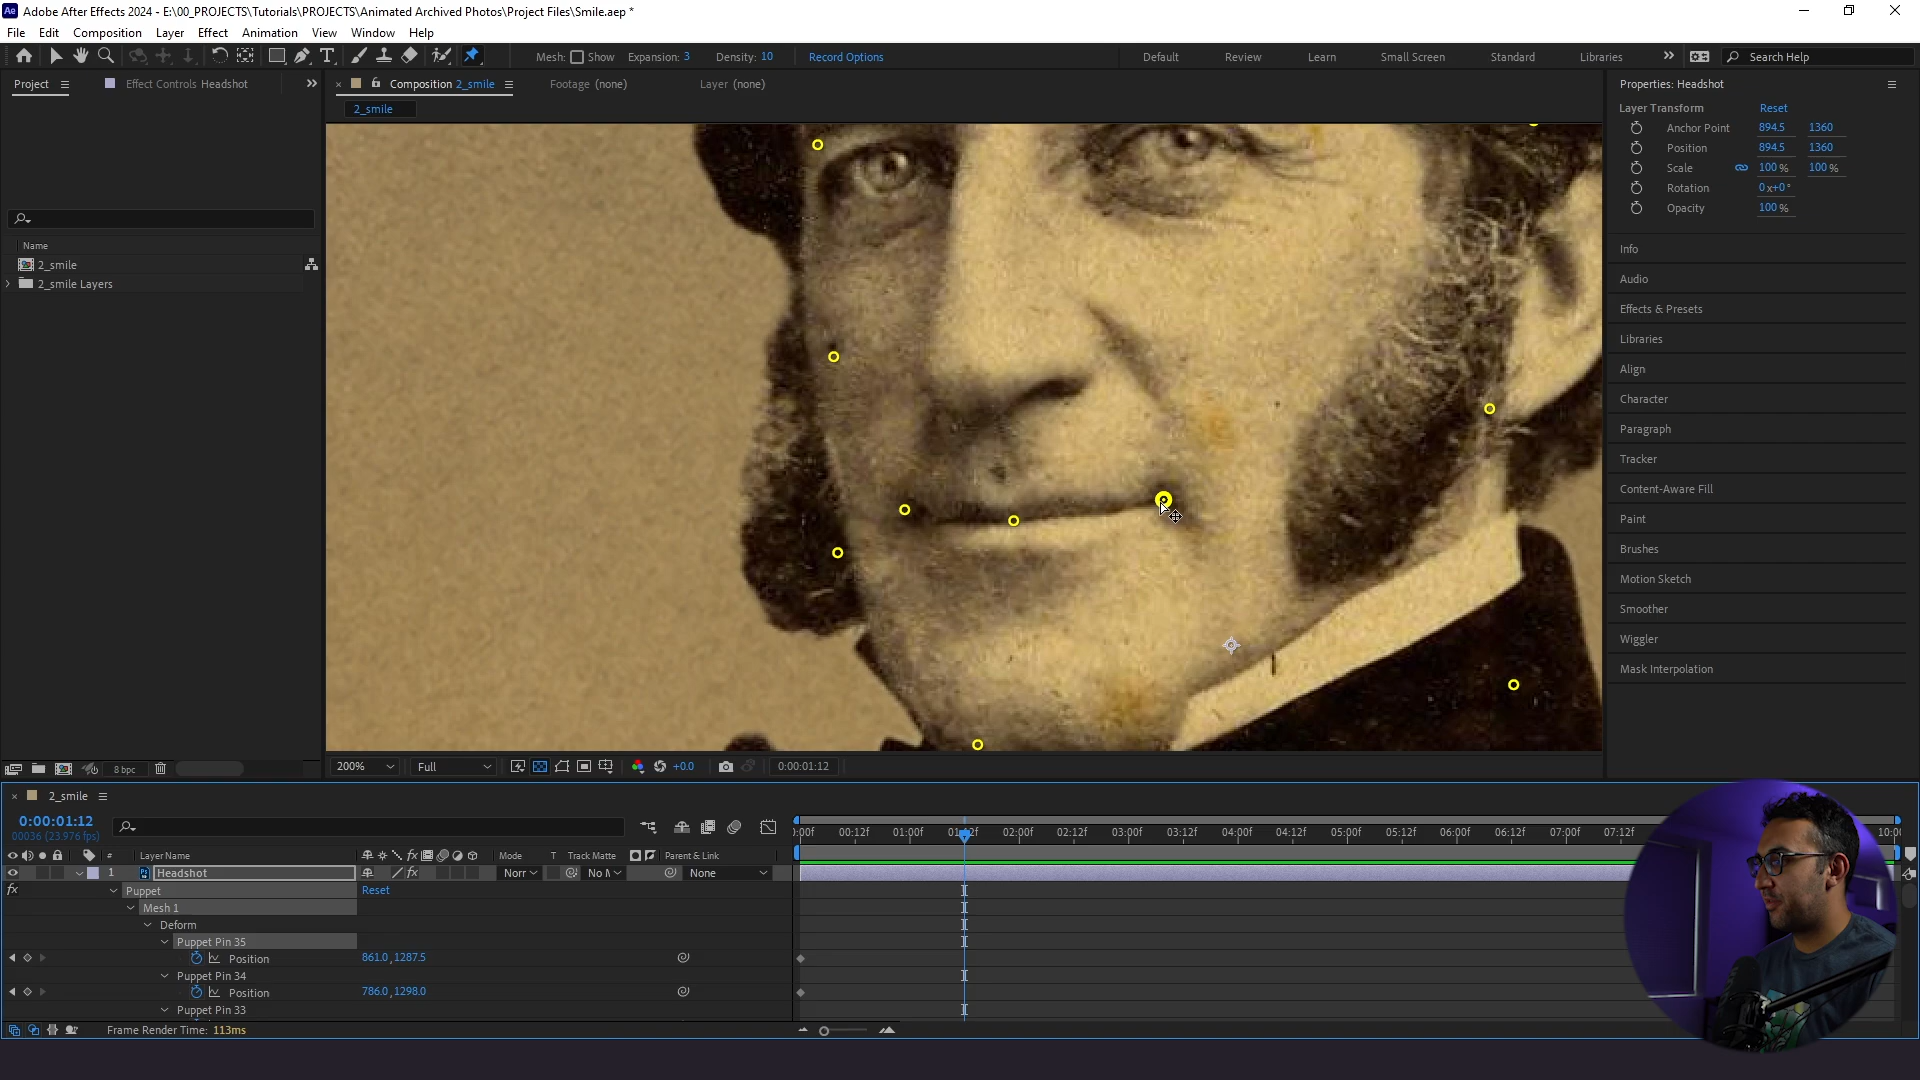 Ae Adobe After Effects 2024 - E:\00_PROJECTS\Tutorials\PROJECTS\Animated Archived Photos\Project Files\Smile.aep *
File Edit Composition Layer Effect Animation View Window Help
Mesh: Show Expansion: 3 Density: 10 Record Options Default Review Learn Small Screen Standard Libraries Search Help
Project Effect Controls Headshot Composition 2_smile Footage (none) Layer (none) Properties: Headshot
2_smile
Layer Transform Reset
Anchor Point 894.5 1360
Position 894.5 1360
Scale 100 % 100 %
Rotation 0 x+0 °
Opacity 100 %
Name
2_smile
2_smile Layers
Info
Audio
Effects & Presets
Libraries
Align
Character
Paragraph
Tracker
Content-Aware Fill
Paint
Brushes
Motion Sketch
Smoother
Wiggler
Mask Interpolation
8 bpc 200% Full +0.0 0:00:01:12
2_smile
0:00:01:12
00036 (23.976 fps)
:00f 00:12f 01:00f 01:12f 02:00f 02:12f 03:00f 03:12f 04:00f 04:12f 05:00f 05:12f 06:00f 06:12f 07:00f 07:12f 10:0
# Layer Name Mode T Track Matte Parent & Link
1 Headshot Norr No M None
fx Puppet Reset
Mesh 1
Deform
Puppet Pin 35
Position 861.0,1287.5
Puppet Pin 34
Position 786.0,1298.0
Puppet Pin 33
Frame Render Time: 113ms